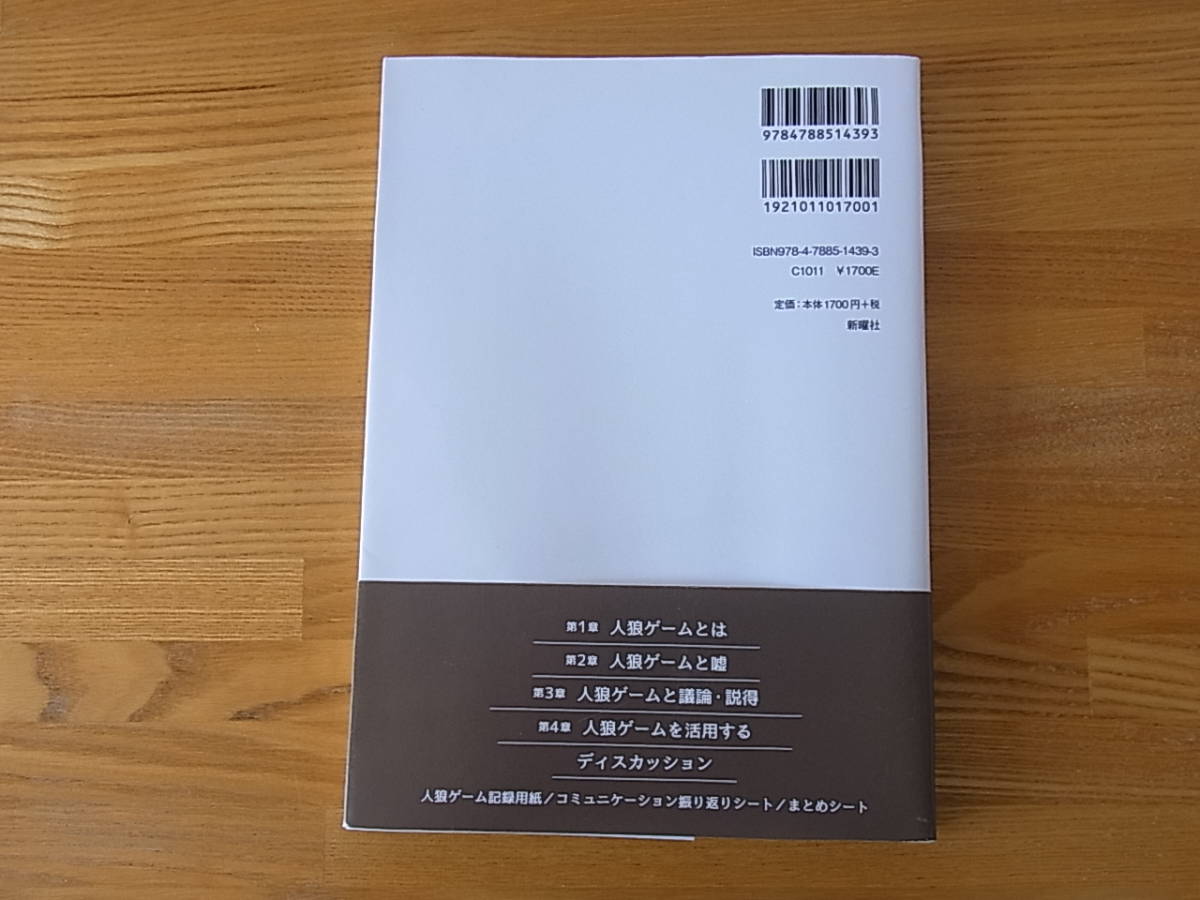 9784788514393
1921011017001
ISBN978-4-7885-1439-3
C1011 ¥1700E
定価:本体1700円+税
新曜社
第1章 人狼ゲームとは
第2章 人狼ゲームと嘘
第3章 人狼ゲームと議論・説得
第4章 人狼ゲームを活用する
ディスカッション
人狼ゲーム記録用紙/コミュニケーション振り返りシート/まとめシート